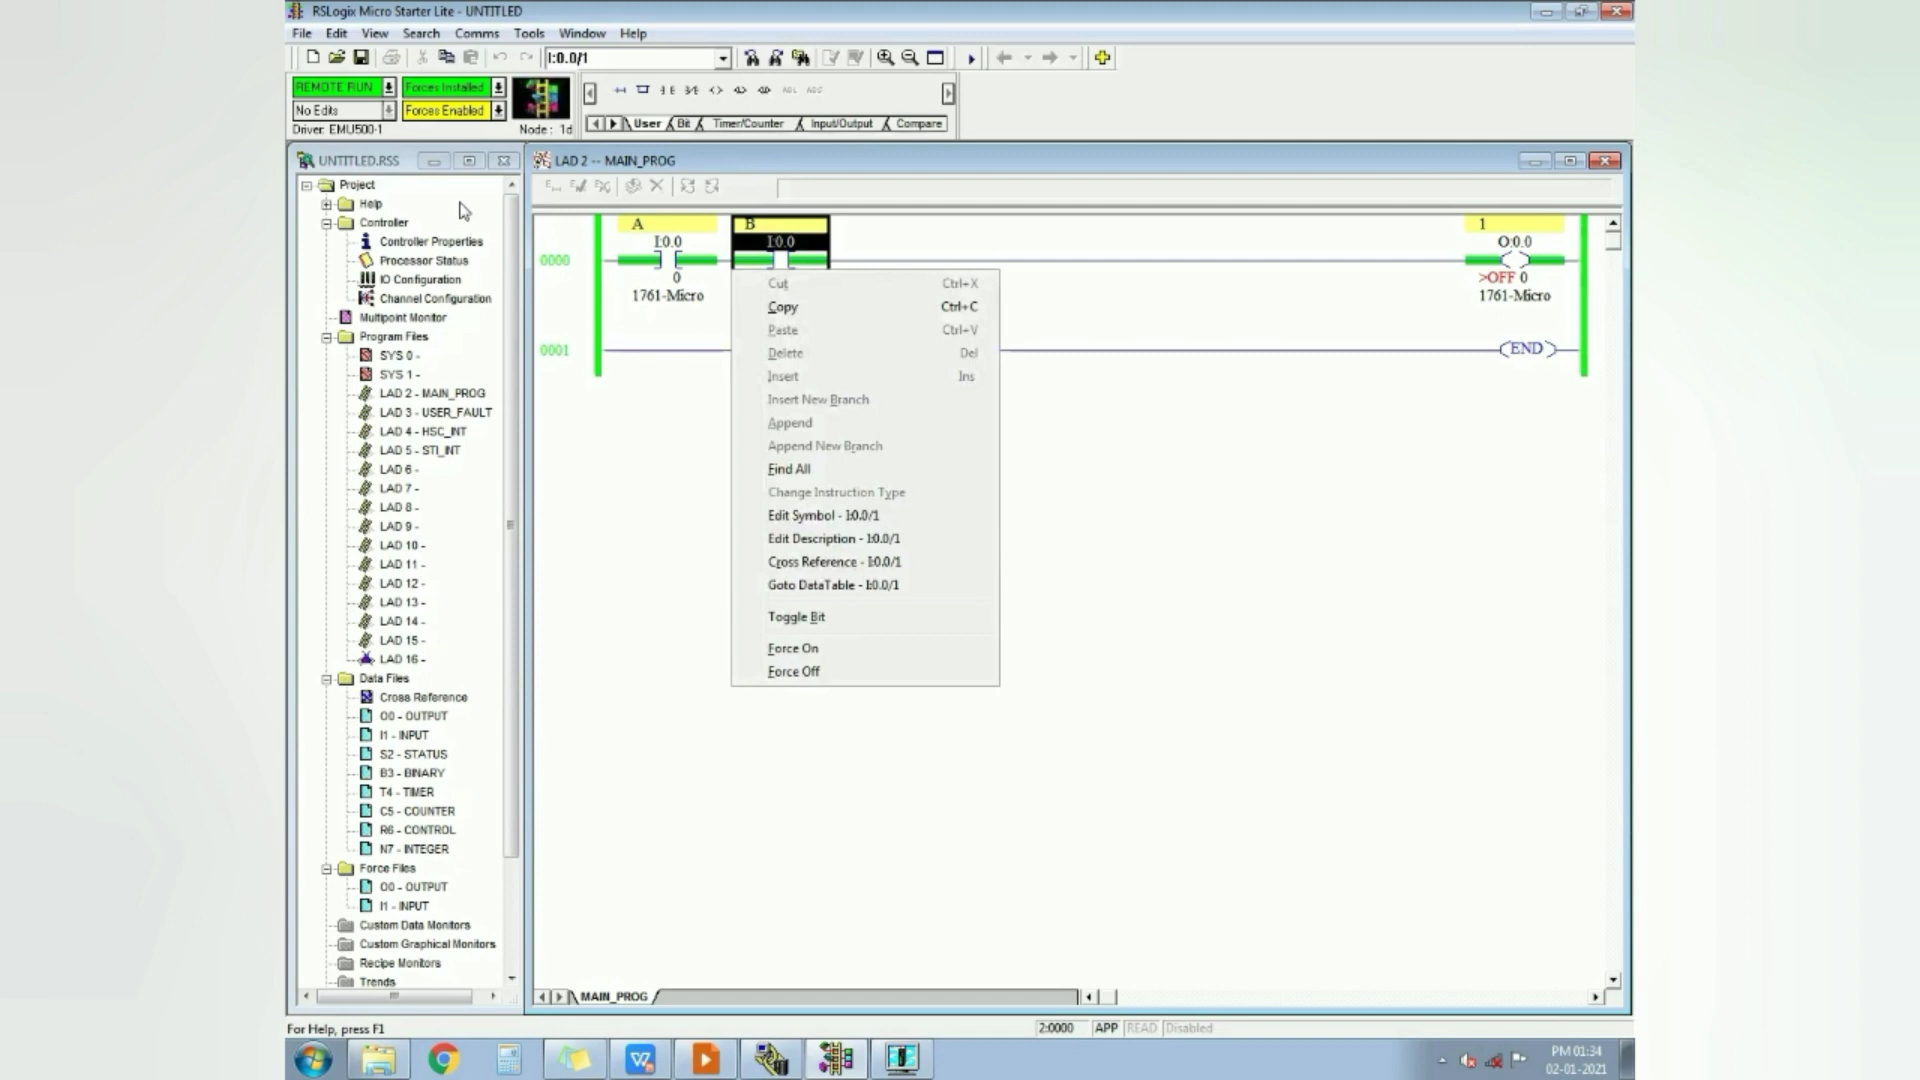 RSLogix Micro Starter Lite - UNTITLED
File Edit View Search Comms Tools Window Help
I:0.0/1
REMOTE RUN Forces Installed
No Edits Forces Enabled
Driver: EMU500-1 Node: 1d
User Bit Timer/Counter Input/Output Compare
UNTITLED.RSS
Project
Help
Controller
Controller Properties
Processor Status
IO Configuration
Channel Configuration
Multipoint Monitor
Program Files
SYS 0 -
SYS 1 -
LAD 2 - MAIN_PROG
LAD 3 - USER_FAULT
LAD 4 - HSC_INT
LAD 5 - STI_INT
LAD 6 -
LAD 7 -
LAD 8 -
LAD 9 -
LAD 10 -
LAD 11 -
LAD 12 -
LAD 13 -
LAD 14 -
LAD 15 -
LAD 16 -
Data Files
Cross Reference
O0 - OUTPUT
I1 - INPUT
S2 - STATUS
B3 - BINARY
T4 - TIMER
C5 - COUNTER
R6 - CONTROL
N7 - INTEGER
Force Files
O0 - OUTPUT
I1 - INPUT
Custom Data Monitors
Custom Graphical Monitors
Recipe Monitors
Trends
LAD 2 -- MAIN_PROG
A B 1
I:0.0 I:0.0 O:0.0
0000
0 >OFF 0
1761-Micro 1761-Micro
0001 END
Cut Ctrl+X
Copy Ctrl+C
Paste Ctrl+V
Delete Del
Insert Ins
Insert New Branch
Append
Append New Branch
Find All
Change Instruction Type
Edit Symbol - I:0.0/1
Edit Description - I:0.0/1
Cross Reference - I:0.0/1
Goto DataTable - I:0.0/1
Toggle Bit
Force On
Force Off
MAIN_PROG
For Help, press F1 2:0000 APP READ Disabled
PM 01:34
02-01-2021